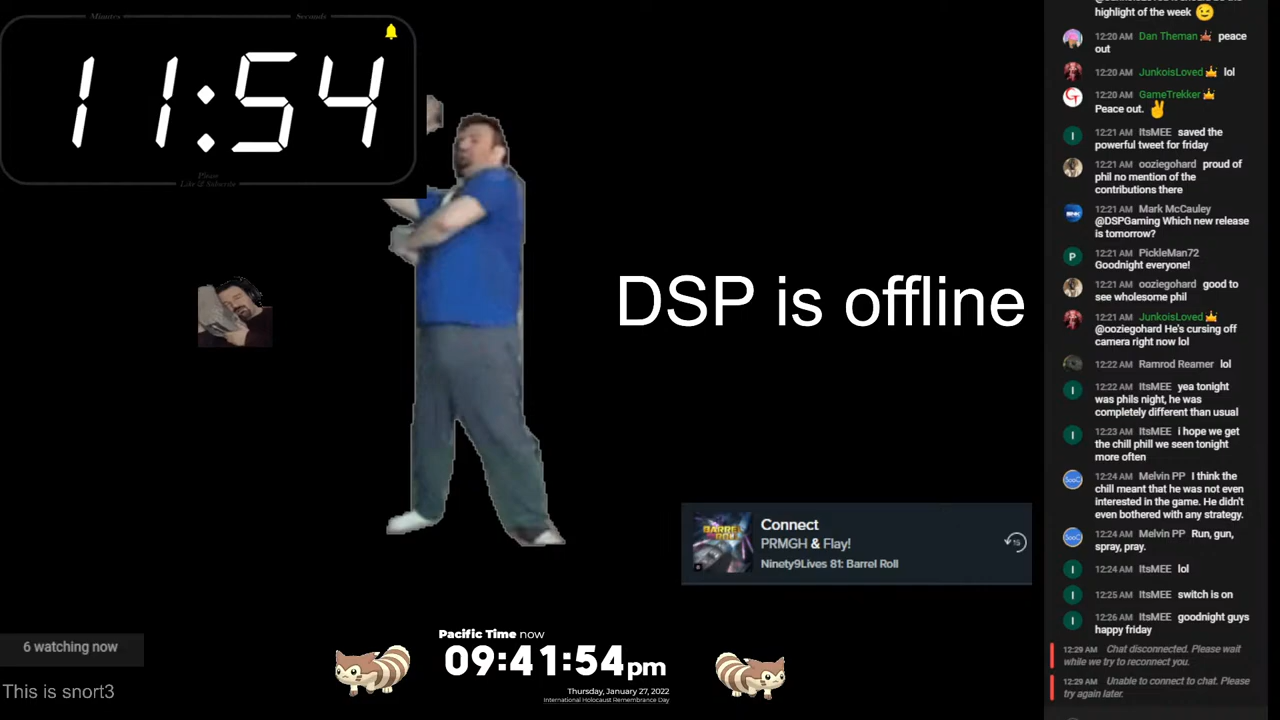 Minutes
Seconds
11:54
Please
Like & Subscribe
DSP is offline
Connect
PRMGH & Flay!
Ninety9Lives 81: Barrel Roll
15
BARREL
ROLL
6 watching now
This is snort3
Pacific Time now
09:41:54pm
Thursday, January 27, 2022
International Holocaust Remembrance Day
highlight of the week 😉
12:20 AM Dan Theman peace
out
12:20 AM JunkoisLoved lol
12:20 AM GameTrekker
Peace out. ✌
12:21 AM ItsMEE saved the
powerful tweet for friday
12:21 AM ooziegohard proud of
phil no mention of the
contributions there
12:21 AM Mark McCauley
@DSPGaming Which new release
is tomorrow?
12:21 AM PickleMan72
Goodnight everyone!
12:21 AM ooziegohard good to
see wholesome phil
12:21 AM JunkoisLoved
@ooziegohard He's cursing off
camera right now lol
12:22 AM Ramrod Reamer lol
12:22 AM ItsMEE yea tonight
was phils night, he was
completely different than usual
12:23 AM ItsMEE i hope we get
the chill phill we seen tonight
more often
12:24 AM Melvin PP I think the
chill meant that he was not even
interested in the game. He didn't
even bothered with any strategy.
12:24 AM Melvin PP Run, gun,
spray, pray.
12:24 AM ItsMEE lol
12:25 AM ItsMEE switch is on
12:26 AM ItsMEE goodnight guys
happy friday
12:29 AM Chat disconnected. Please wait
while we try to reconnect you.
12:29 AM Unable to connect to chat. Please
try again later.